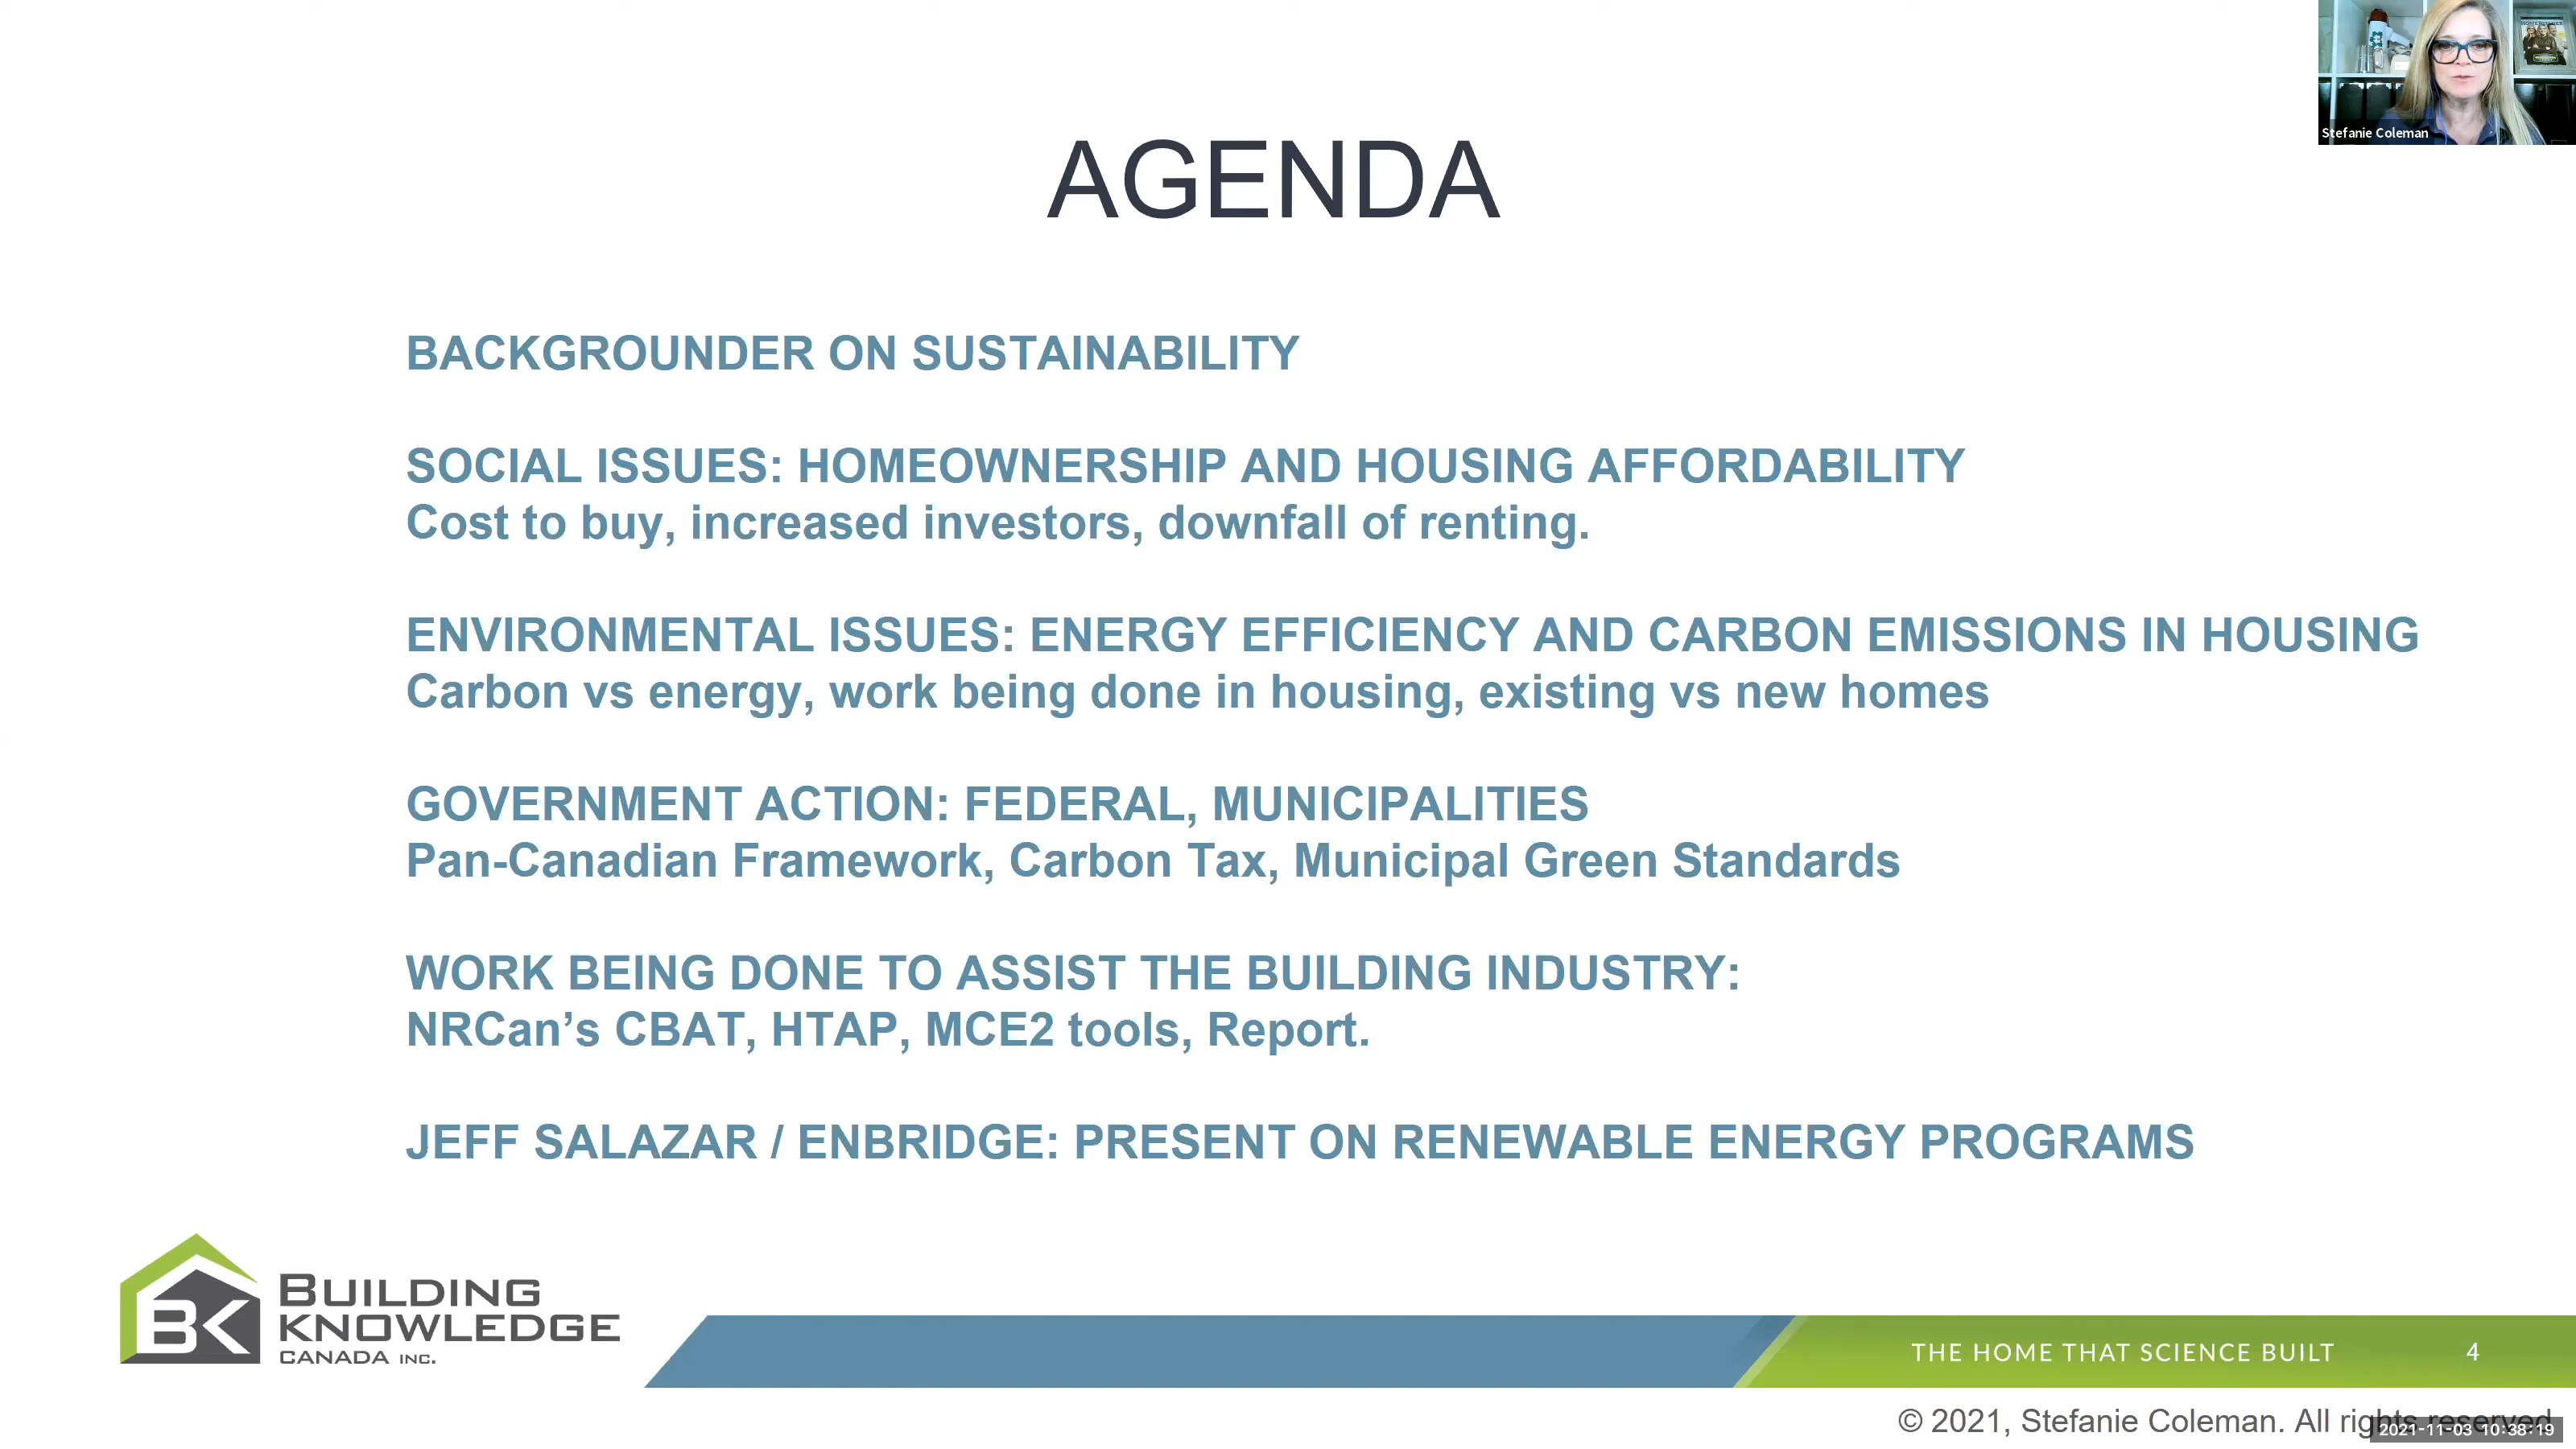 Stefanie Coleman
AGENDA
BACKGROUNDER ON SUSTAINABILITY
SOCIAL ISSUES: HOMEOWNERSHIP AND HOUSING AFFORDABILITY
Cost to buy, increased investors, downfall of renting.
ENVIRONMENTAL ISSUES: ENERGY EFFICIENCY AND CARBON EMISSIONS IN HOUSING
Carbon vs energy, work being done in housing, existing vs new homes
GOVERNMENT ACTION: FEDERAL, MUNICIPALITIES
Pan-Canadian Framework, Carbon Tax, Municipal Green Standards
WORK BEING DONE TO ASSIST THE BUILDING INDUSTRY:
NRCan’s CBAT, HTAP, MCE2 tools, Report.
JEFF SALAZAR / ENBRIDGE: PRESENT ON RENEWABLE ENERGY PROGRAMS
BK
BUILDING
KNOWLEDGE
CANADA INC.
THE HOME THAT SCIENCE BUILT 4
© 2021, Stefanie Coleman. All rights reserved
2021-11-03 10:38:19